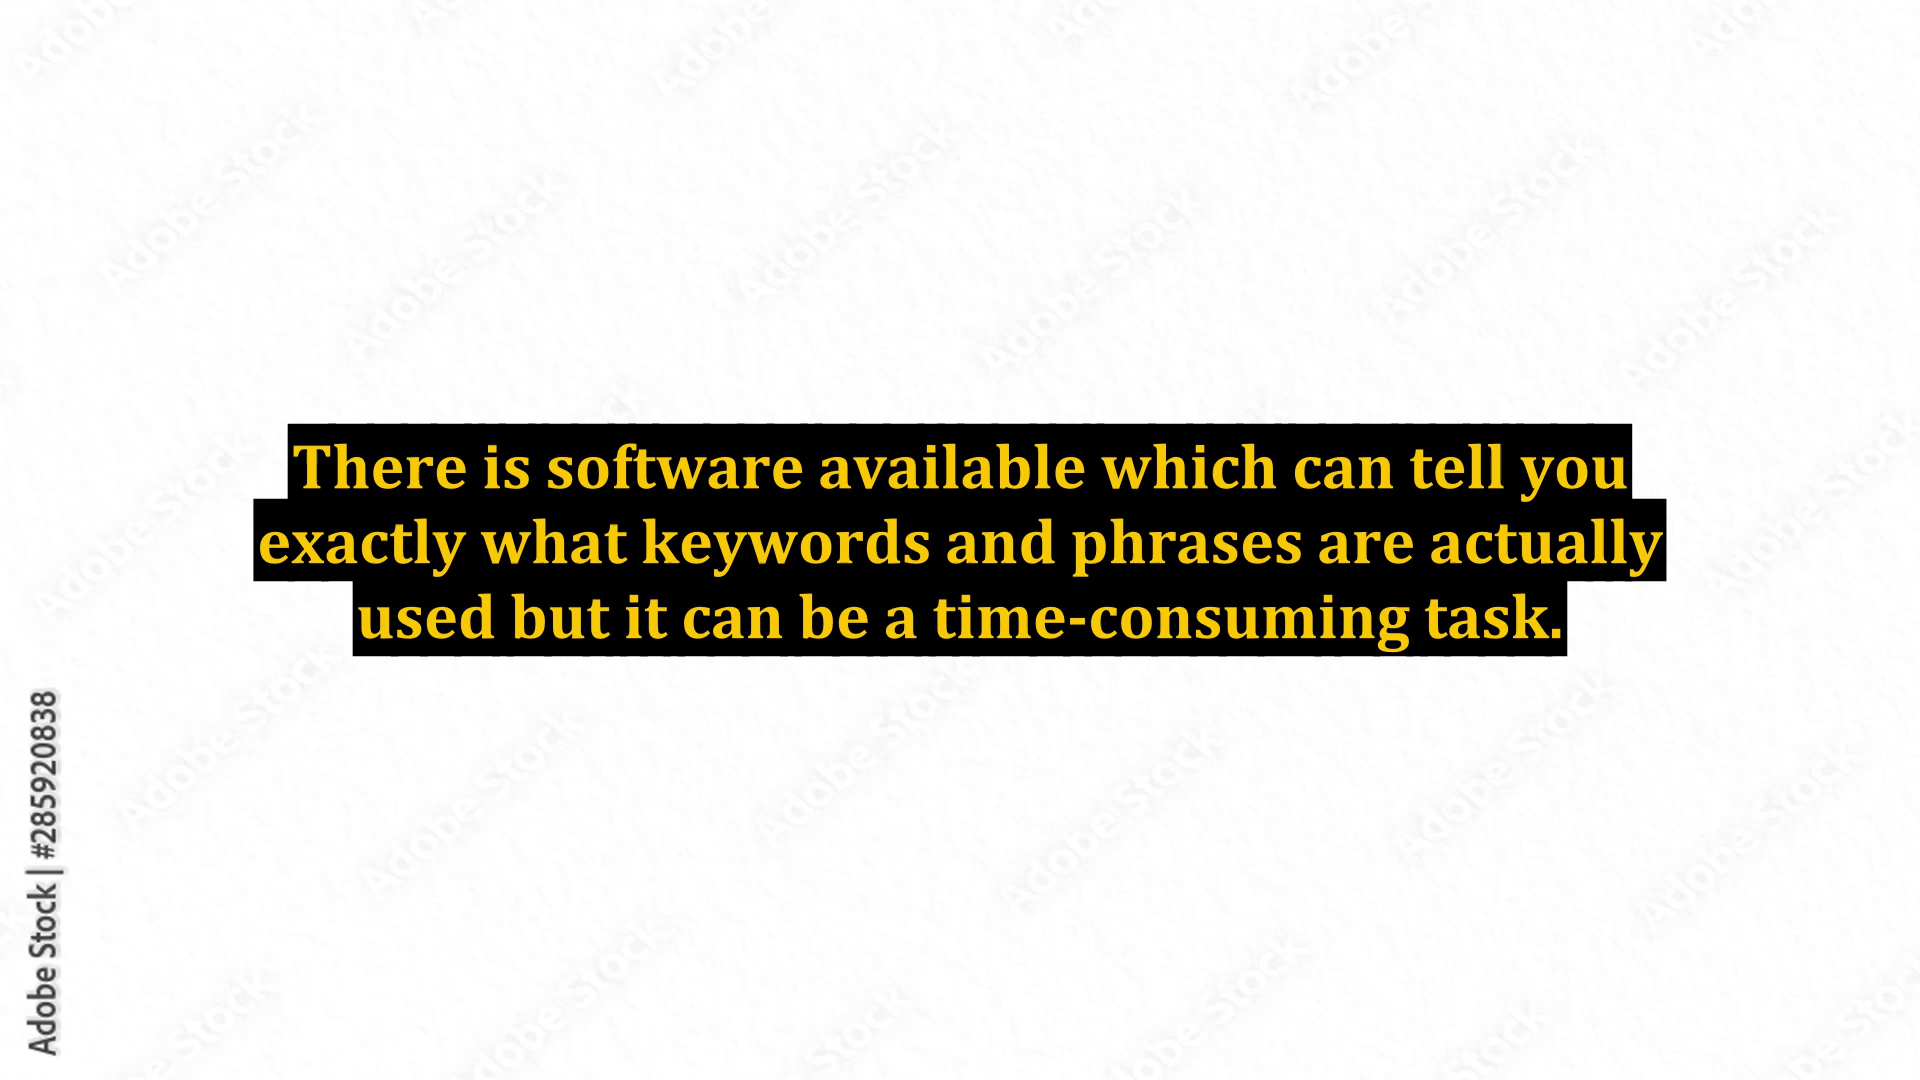 There is software available which can tell you
exactly what keywords and phrases are actually
used but it can be a time-consuming task.
Adobe Stock | #285920838